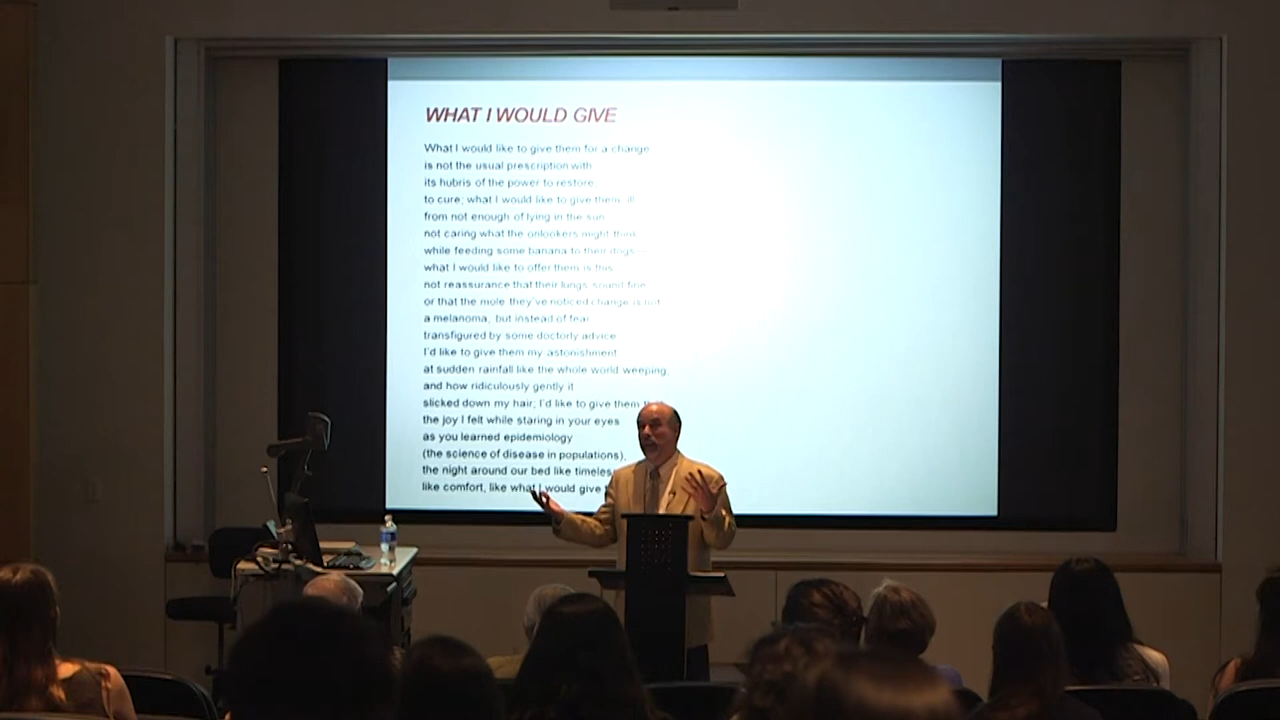 WHAT I WOULD GIVE
What I would like to give them for a change
is not the usual prescription with
its hubris of the power to restore,
to cure; what I would like to give them, ill
from not enough of lying in the sun
not caring what the onlookers might think
while feeding some banana to their dogs—
what I would like to offer them is this,
not reassurance that their lungs sound fine,
or that the mole they've noticed change is not
a melanoma, but instead of fear
transfigured by some doctorly advice
I'd like to give them my astonishment
at sudden rainfall like the whole world weeping,
and how ridiculously gently it
slicked down my hair; I'd like to give them
the joy I felt while staring in your eyes
as you learned epidemiology
(the science of disease in populations),
the night around our bed like
like comfort, like what I would give